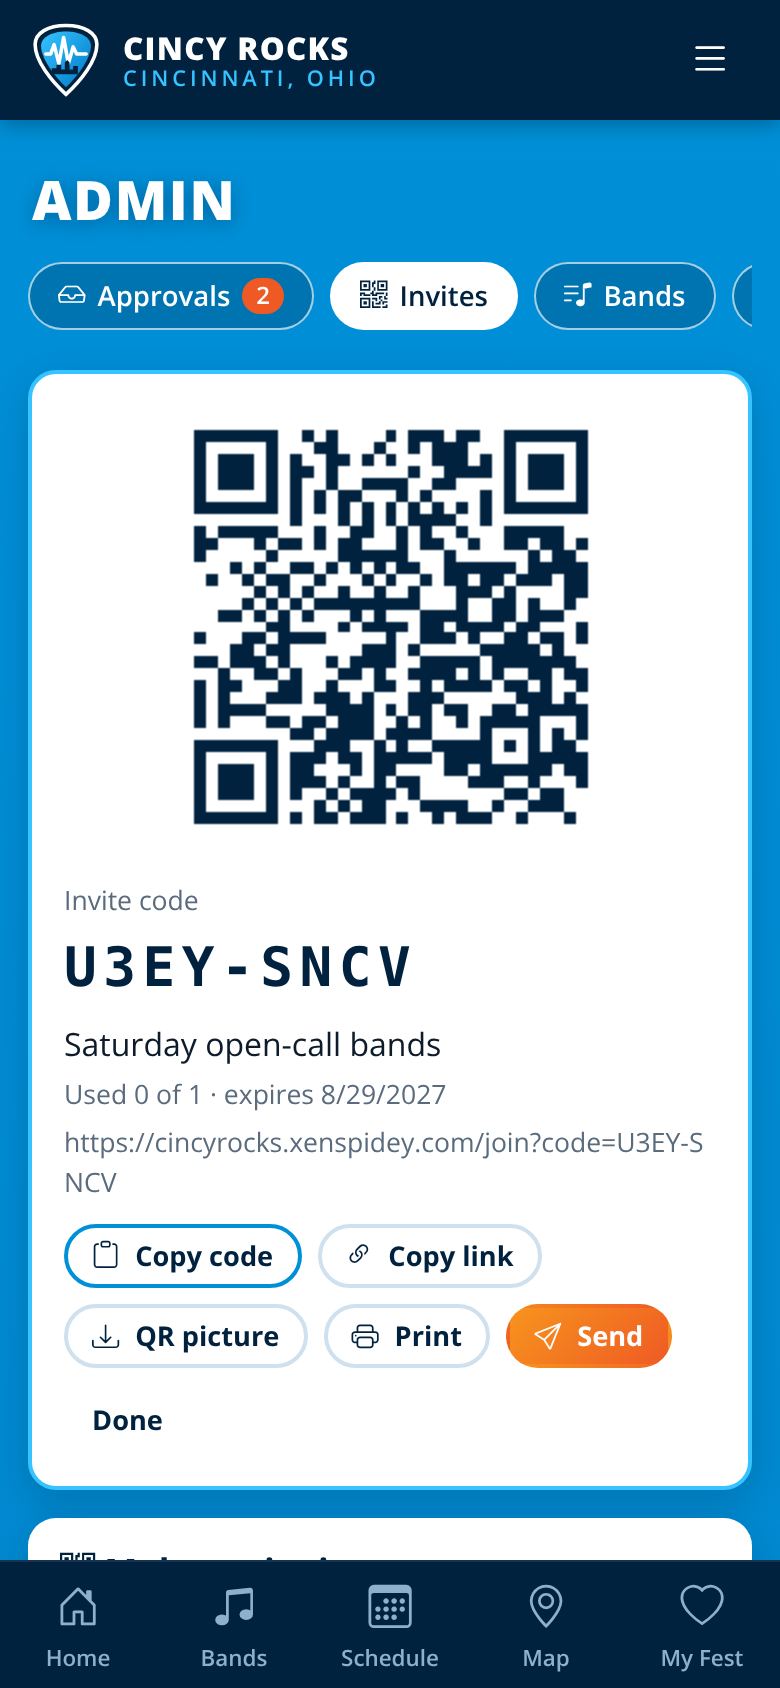 CINCY ROCKS
CINCINNATI, OHIO
ADMIN
Approvals 2
Invites
Bands
Invite code
U3EY-SNCV
Saturday open-call bands
Used 0 of 1 · expires 8/29/2027
https://cincyrocks.xenspidey.com/join?code=U3EY-S
NCV
Copy code
Copy link
QR picture
Print
Send
Done
Home
Bands
Schedule
Map
My Fest